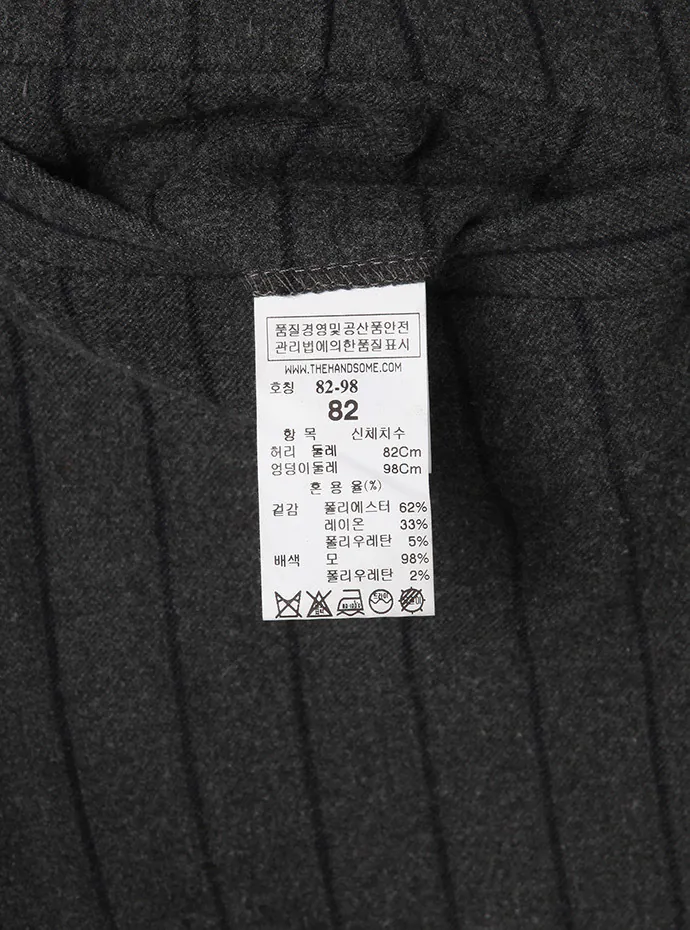 품질경영및공산품안전
관리법에의한품질표시
WWW.THEHANDSOME.COM
호칭 82-98
82
항 목 신체치수
허리 둘레 82Cm
엉덩이둘레 98Cm
혼 용 율(%)
겉감 폴리에스터 62%
레이온 33%
폴리우레탄 5%
배색 모 98%
폴리우레탄 2%
드라이